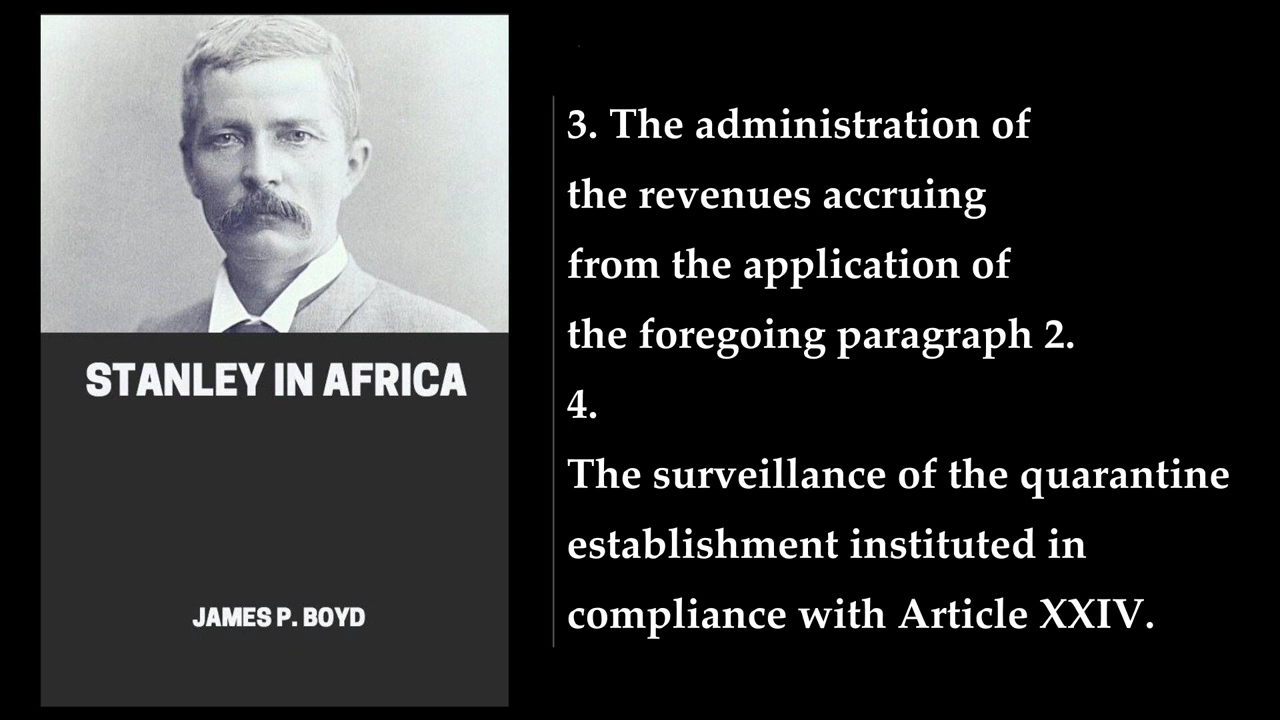 STANLEY IN AFRICA
JAMES P. BOYD
3. The administration of
the revenues accruing
from the application of
the foregoing paragraph 2.
4.
The surveillance of the quarantine
establishment instituted in
compliance with Article XXIV.